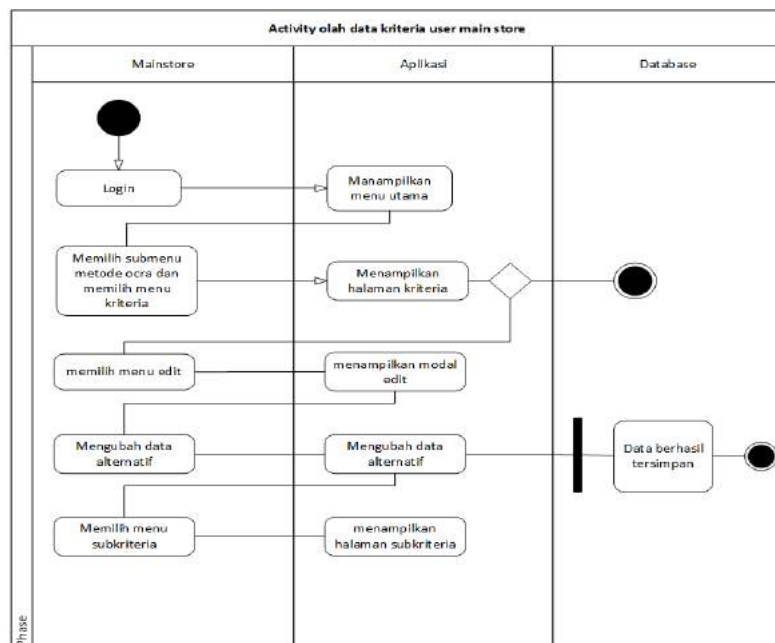 Activity olah data kriteria user main store
Mainstore
Aplikasi
Database
Login
Manampilkan
menu utama
Memilih submenu
metode ocra dan
memilih menu
kriteria
Menampilkan
halaman kriteria
memilih menu edit
menampilkan modal
edit
Mengubah data
alternatif
Mengubah data
alternatif
Data berhasil
tersimpan
Memilih menu
subkriteria
menampilkan
halaman subkriteria
Phase